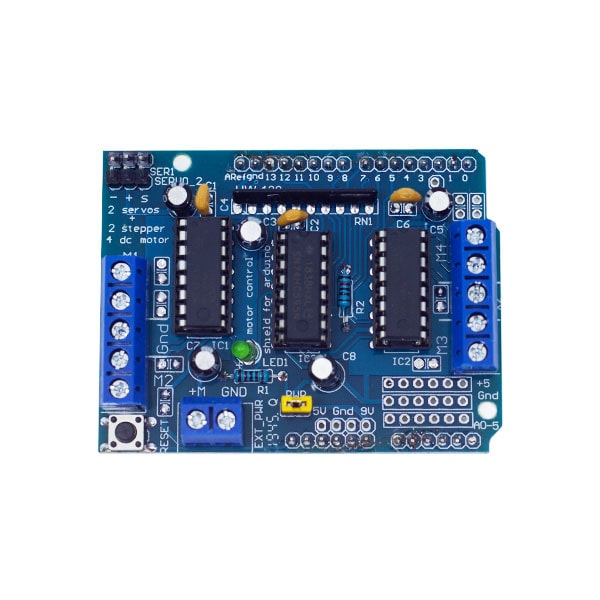 SER1
SERVO_2
- + S
2 servos
+
2 stepper
4 dc motor
ARef gnd 13 12 11 10 9 8
7 6 5 4 3 2 1 0
C1
C4
C3
C2
RN1
C6
C5
M1
Gnd
M2
M4
M3
motor control
shield for arduino
R2
C7
IC1
LED1
R1
C8
IC2
+M GND
EXT_PWR
PWR
5V Gnd 9V
+5
Gnd
A0-5
RESET